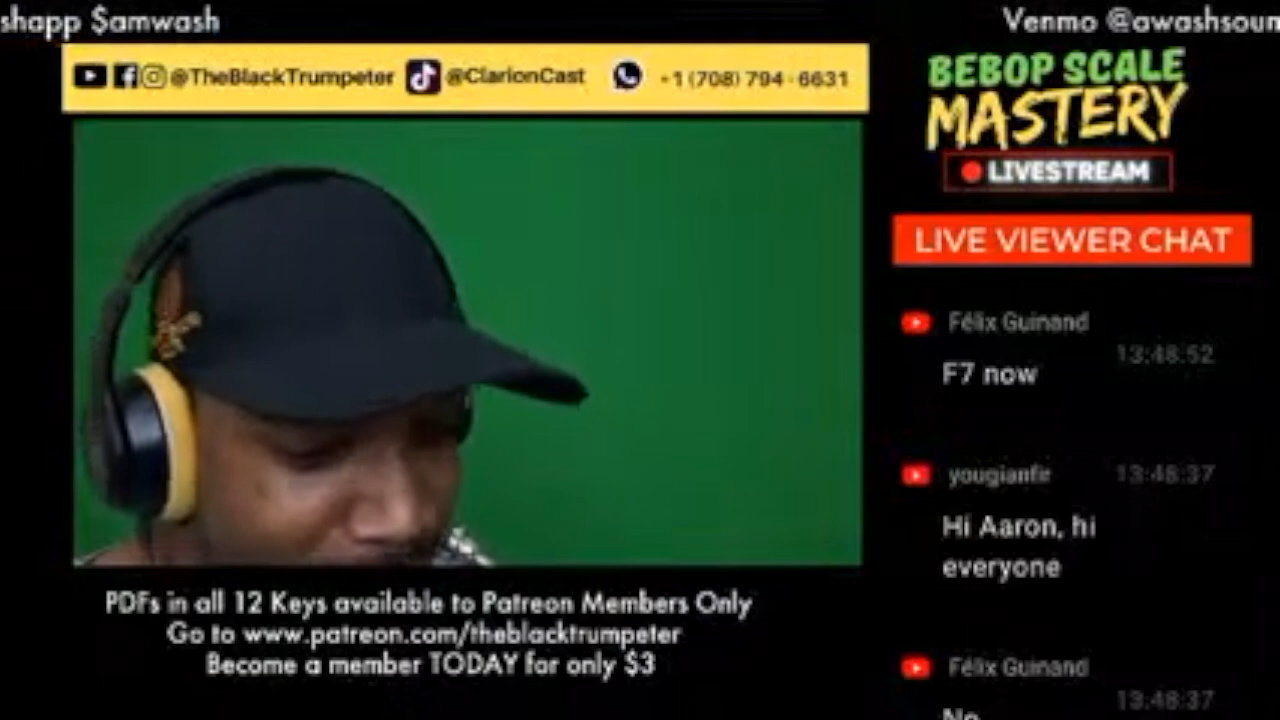 shapp $amwash
Venmo @awashsoun
@TheBlackTrumpeter @ClarionCast +1 (708) 794-6631
BEBOP SCALE
MASTERY
LIVESTREAM
LIVE VIEWER CHAT
Félix Guinand
13:48:52
F7 now
yougianfir 13:48:37
Hi Aaron, hi
everyone
Félix Guinand
13:48:37
No
PDFs in all 12 Keys available to Patreon Members Only
Go to www.patreon.com/theblacktrumpeter
Become a member TODAY for only $3